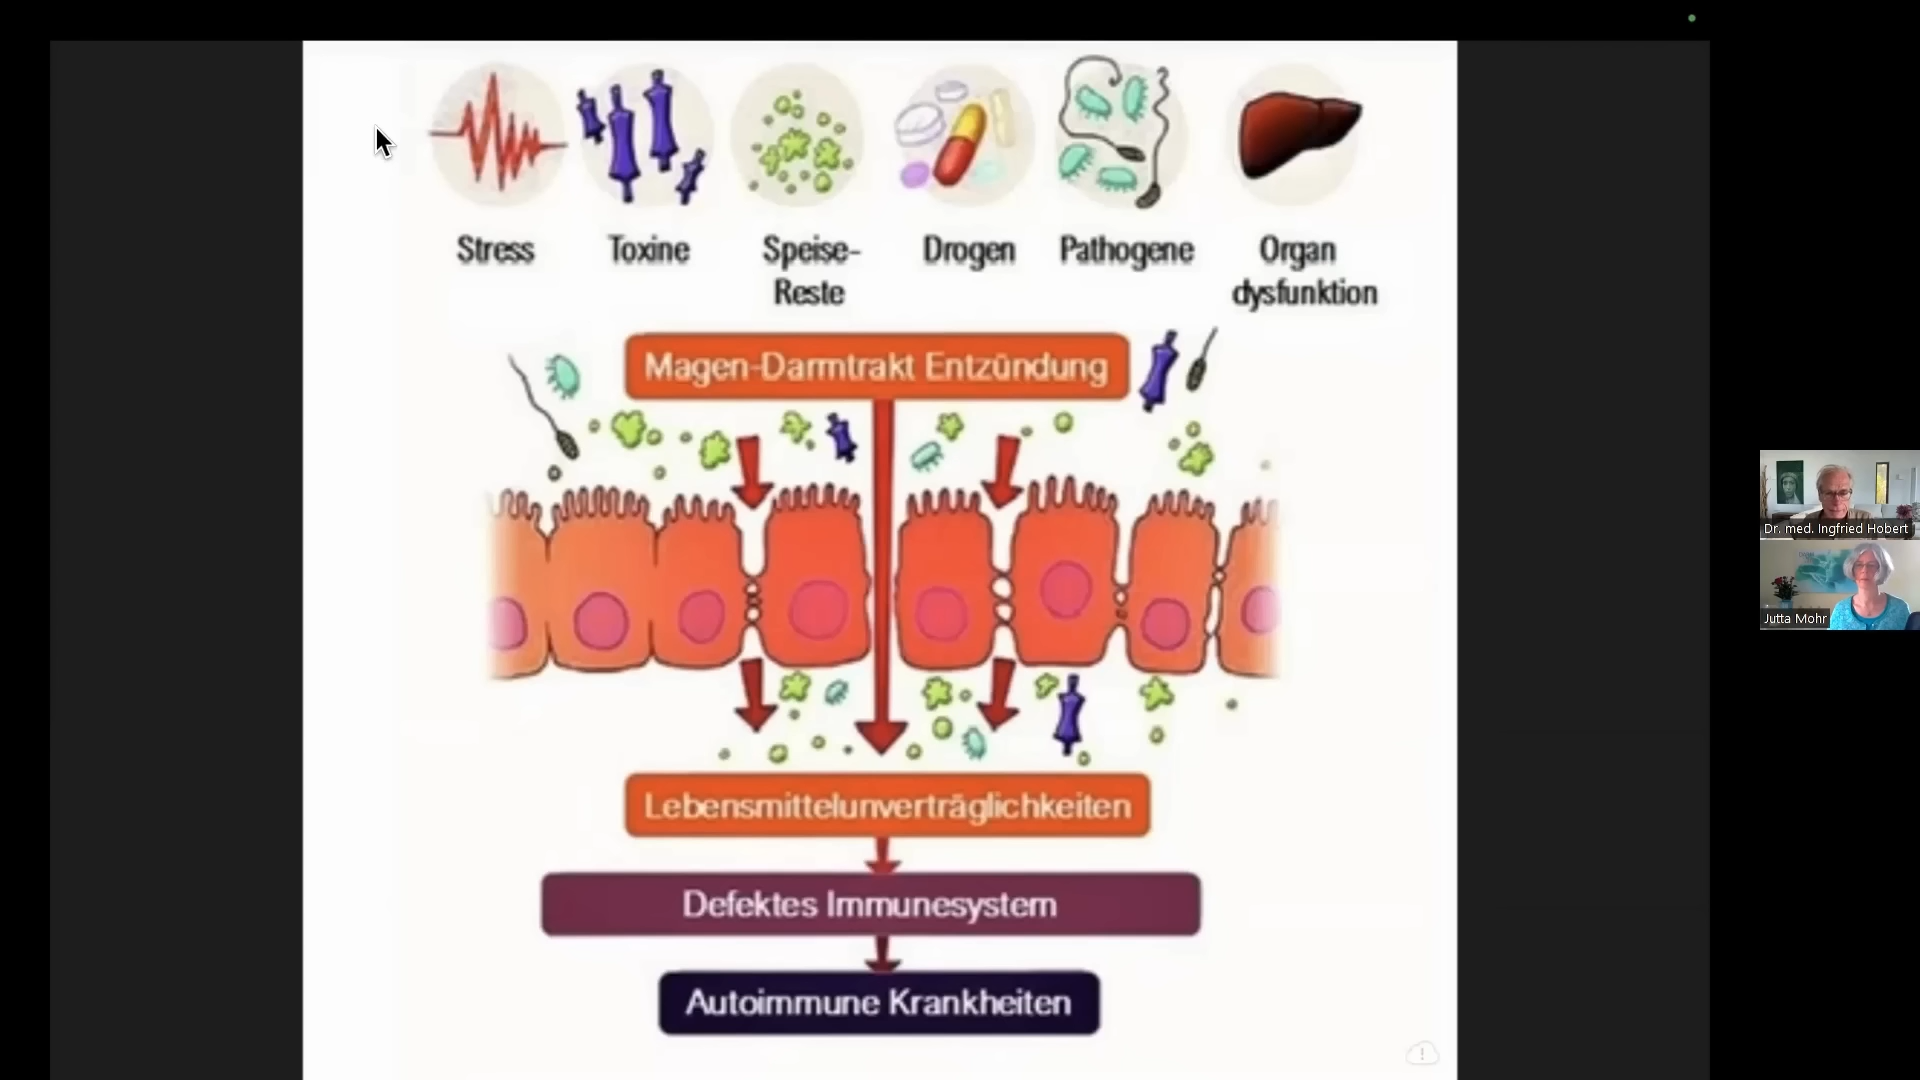 Stress
Toxine
Speise-
Reste
Drogen
Pathogene
Organ
dysfunktion
Magen-Darmtrakt Entzündung
Lebensmittelunverträglichkeiten
Defektes Immunesystem
Autoimmune Krankheiten
Dr. med. Ingfried Hobert
Jutta Mohr